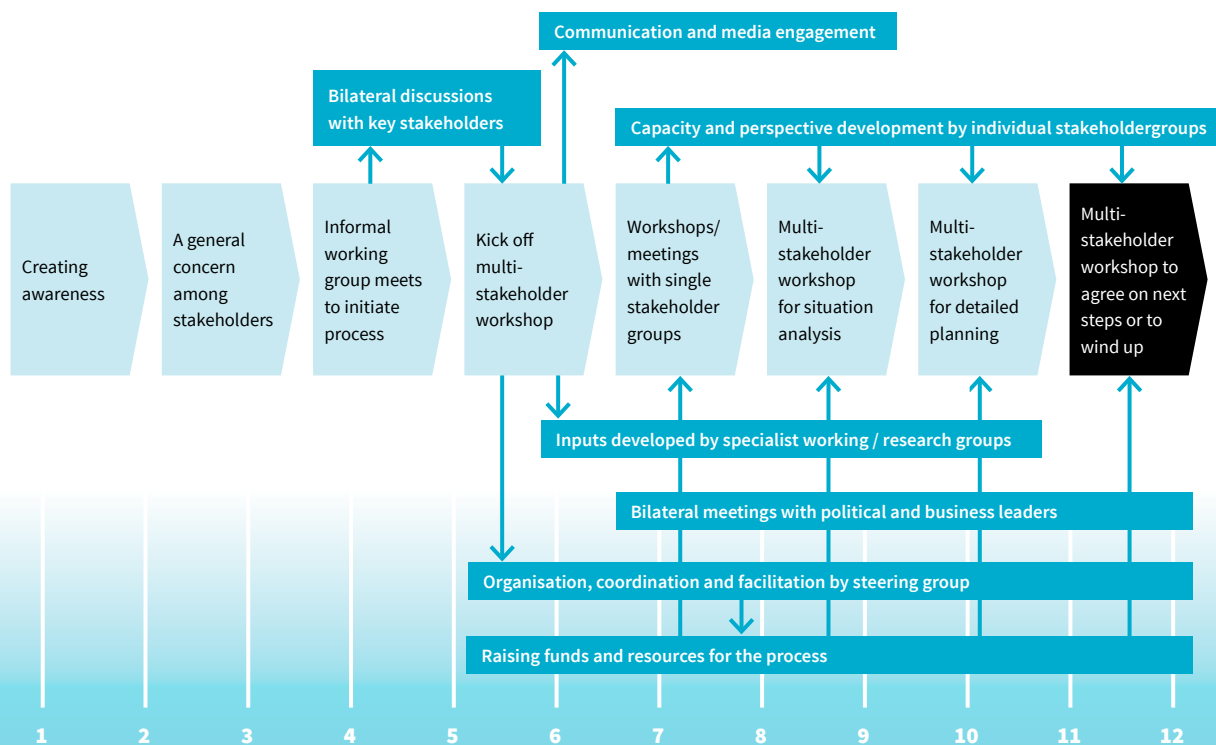 Communication and media engagement
Bilateral discussions
with key stakeholders
Capacity and perspective development by individual stakeholdergroups
Creating
awareness
A general
concern
among
stakeholders
Informal
working
group meets
to initiate
process
Kick off
multi-
stakeholder
workshop
Workshops/
meetings
with single
stakeholder
groups
Multi-
stakeholder
workshop
for situation
analysis
Multi-
stakeholder
workshop
for detailed
planning
Multi-
stakeholder
workshop to
agree on next
steps or to
wind up
Inputs developed by specialist working / research groups
Bilateral meetings with political and business leaders
Organisation, coordination and facilitation by steering group
Raising funds and resources for the process
1 2 3 4 5 6 7 8 9 10 11 12